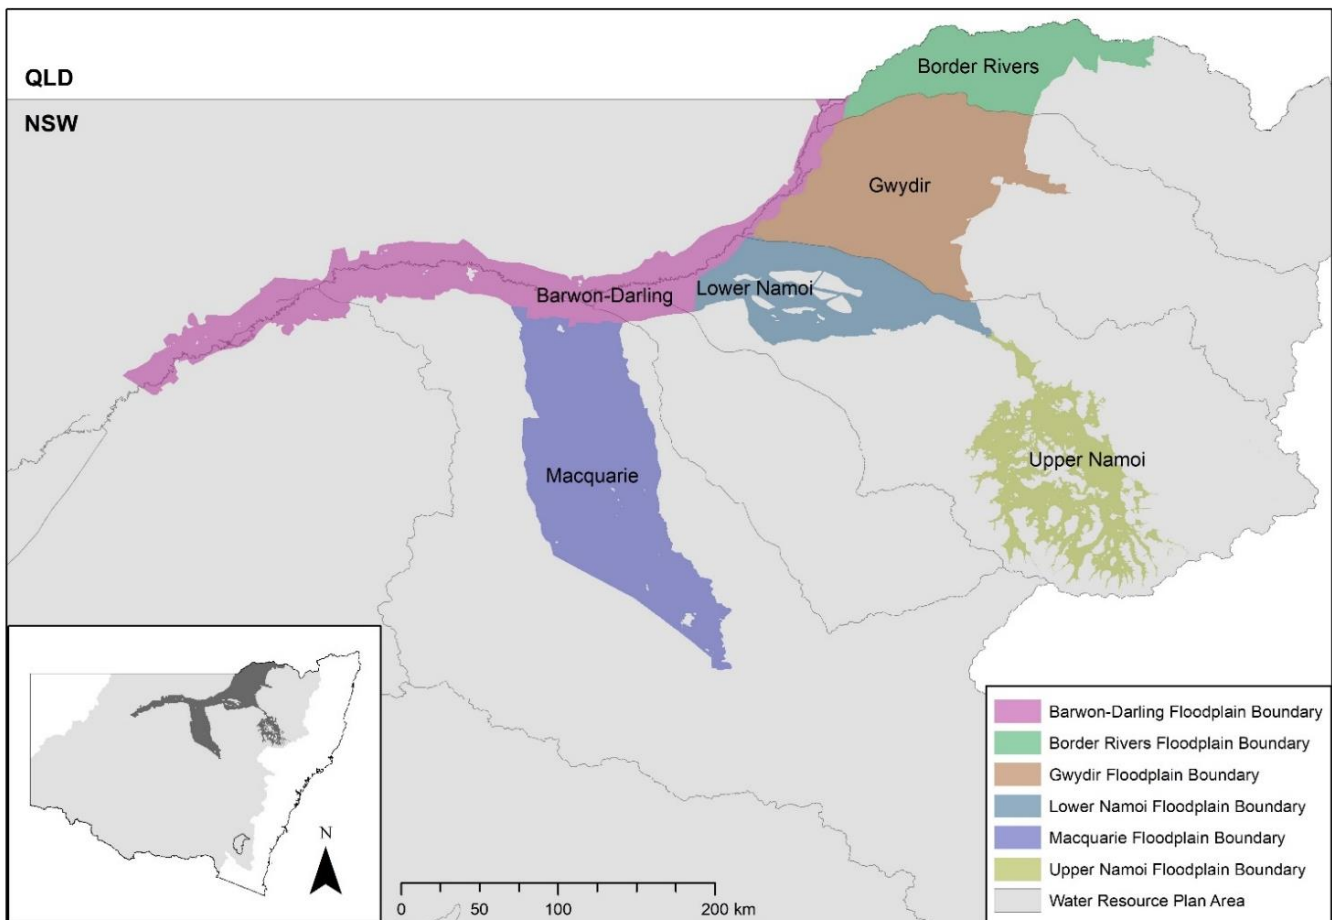 QLD
NSW
Border Rivers
Gwydir
Lower Namoi
Barwon-Darling
Upper Namoi
Macquarie
N
0 50 100 200 km
Barwon-Darling Floodplain Boundary
Border Rivers Floodplain Boundary
Gwydir Floodplain Boundary
Lower Namoi Floodplain Boundary
Macquarie Floodplain Boundary
Upper Namoi Floodplain Boundary
Water Resource Plan Area